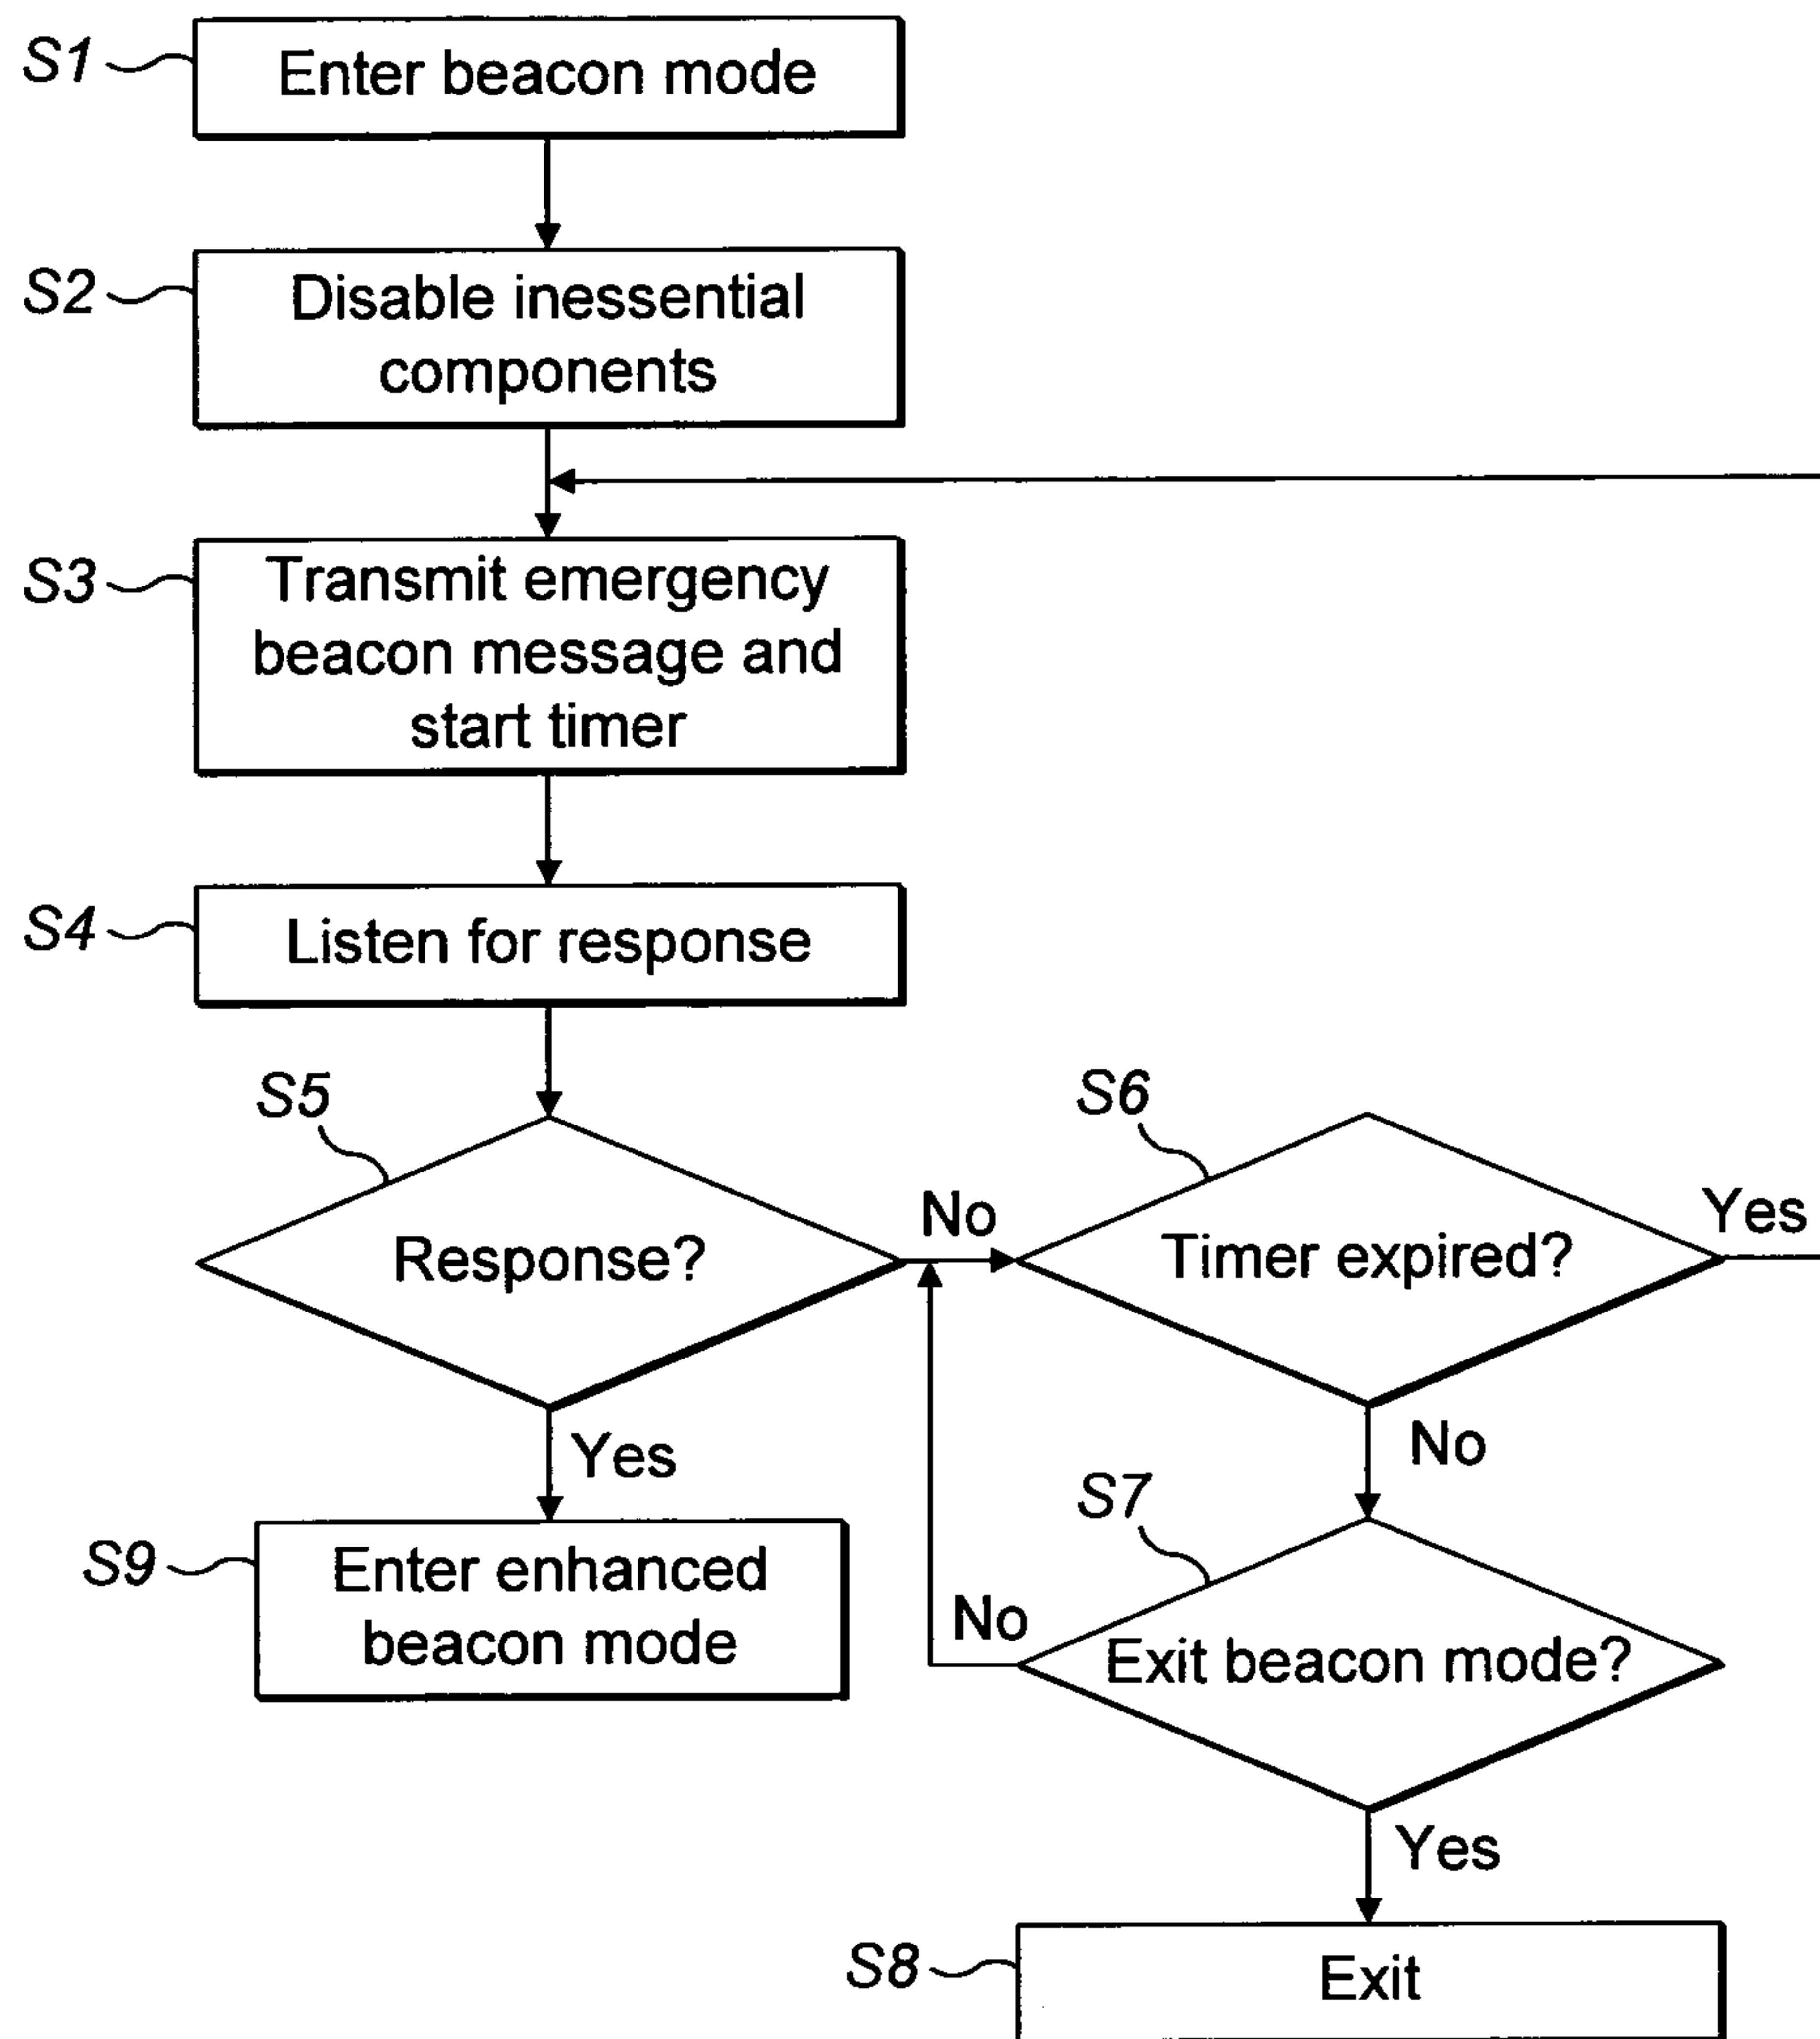 S1
Enter beacon mode
S2
Disable inessential
components
S3
Transmit emergency
beacon message and
start timer
S4
Listen for response
S5
Response?
No
S6
Timer expired?
Yes
Yes
No
S7
Exit beacon mode?
No
S9
Enter enhanced
beacon mode
Yes
S8
Exit